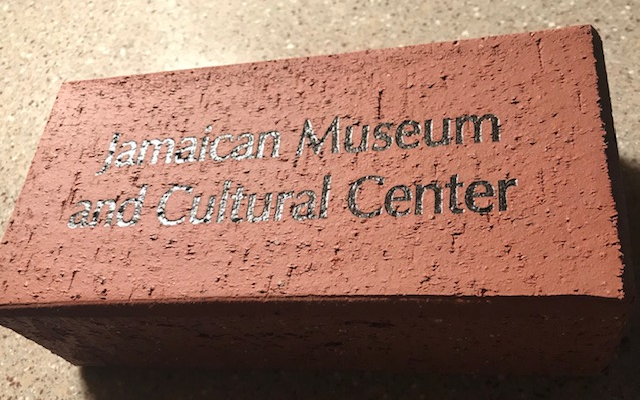 Jamaican Museum
and Cultural Center